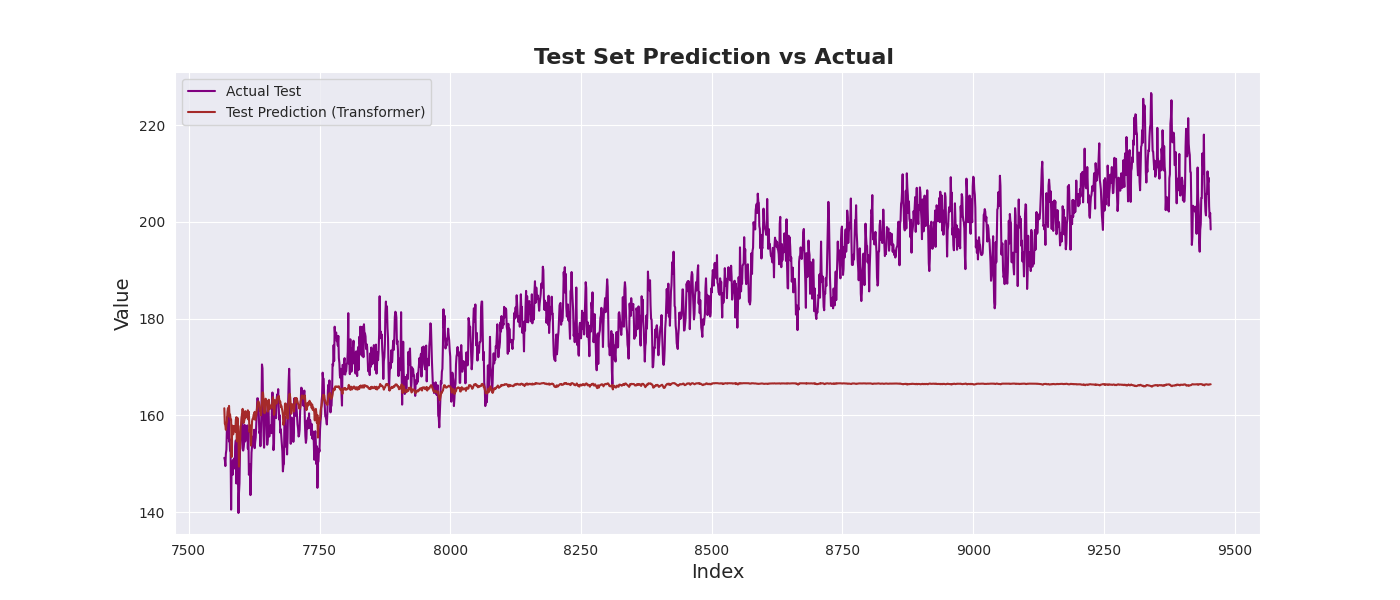 Test Set Prediction vs Actual
Actual Test
Test Prediction (Transformer)
Value
220
200
180
160
140
7500 7750 8000 8250 8500 8750 9000 9250 9500
Index